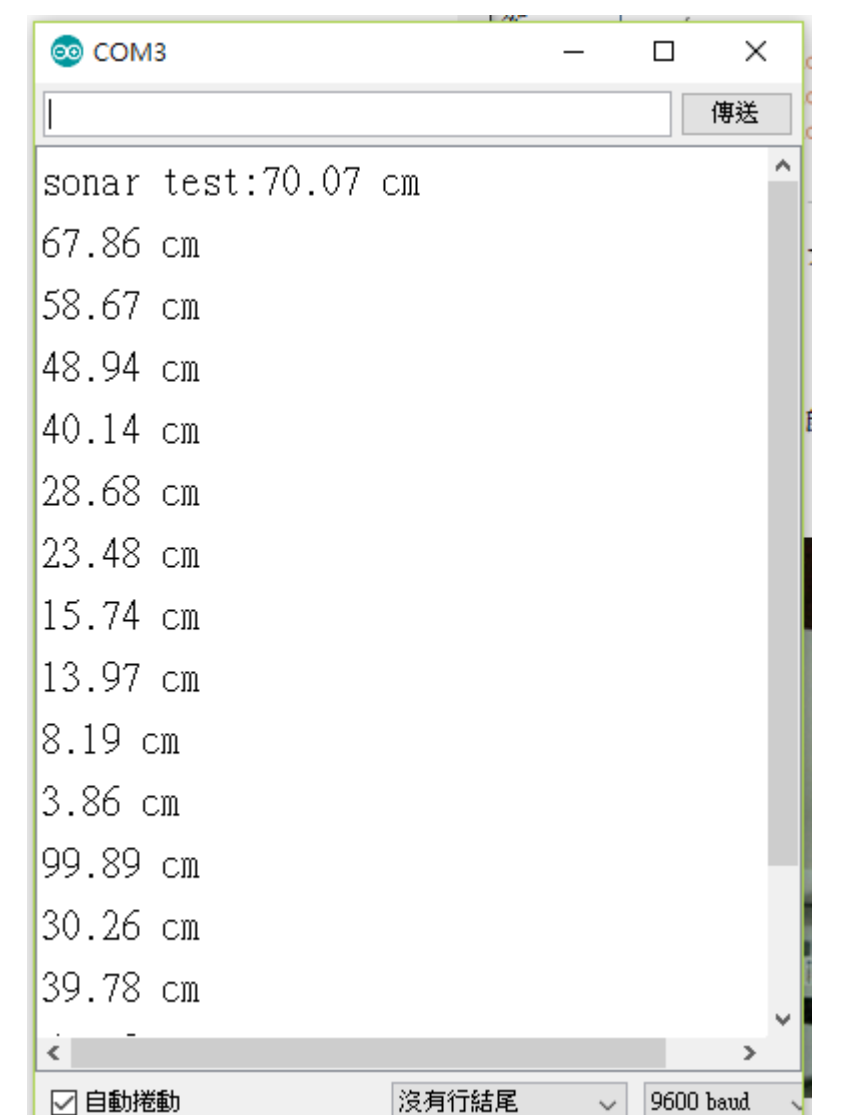 COM3
傳送
sonar test:70.07 cm
67.86 cm
58.67 cm
48.94 cm
40.14 cm
28.68 cm
23.48 cm
15.74 cm
13.97 cm
8.19 cm
3.86 cm
99.89 cm
30.26 cm
39.78 cm
自動捲動 沒有行結尾 9600 baud